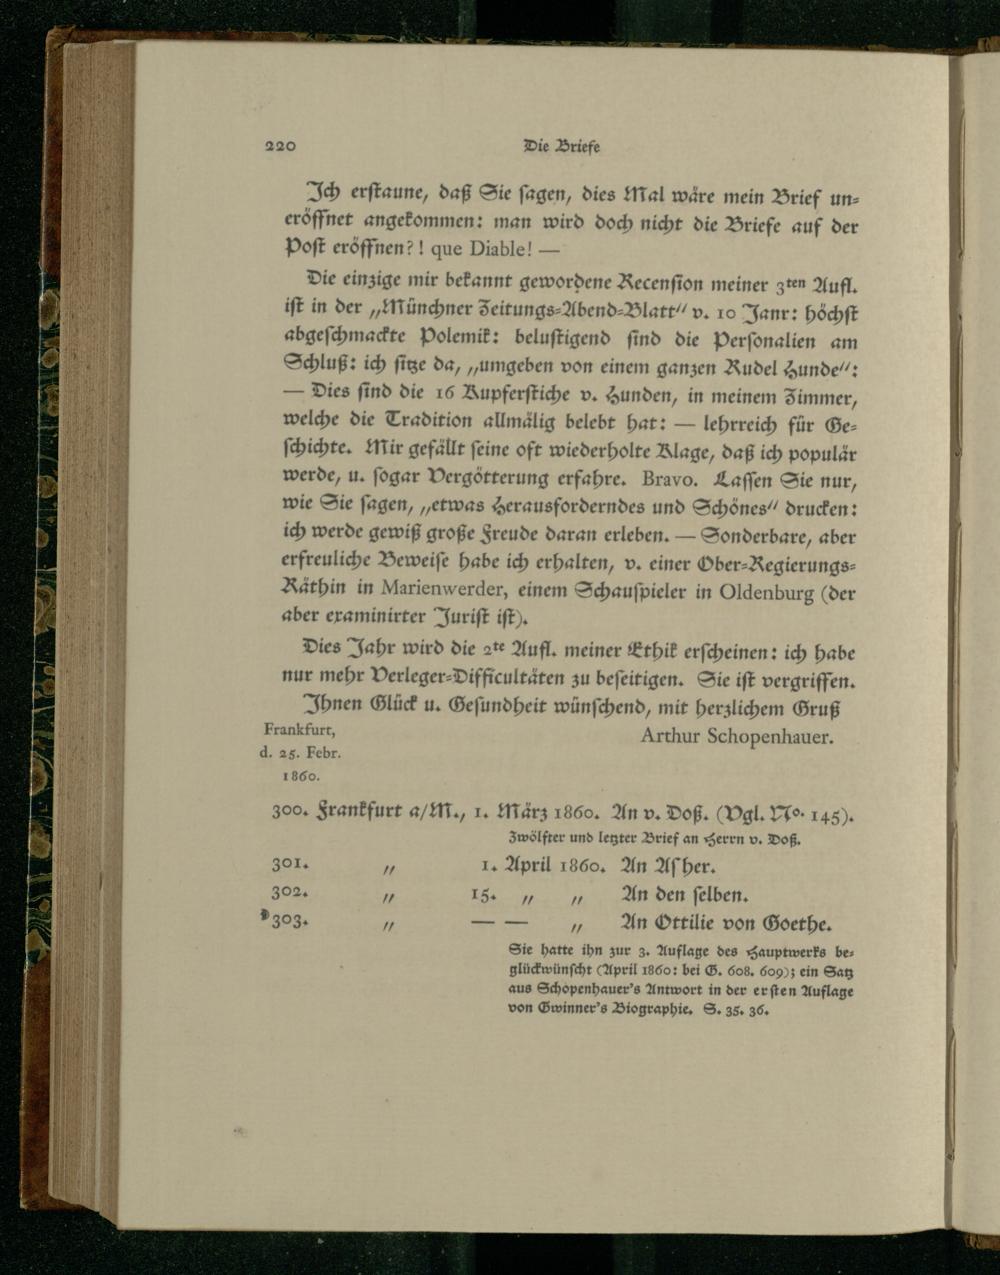 220 Die Briefe
Ich erstaune, daß Sie sagen, dies Mal wäre mein Brief un=
eröffnet angekommen: man wird doch nicht die Briefe auf der
Post eröffnen?! que Diable! —
Die einzige mir bekannt gewordene Recension meiner 3ten Aufl.
ist in der „Münchner Zeitungs=Abend=Blatt“ v. 10 Janr: höchst
abgeschmackte Polemik: belustigend sind die Personalien am
Schluß: ich sitze da, „umgeben von einem ganzen Rudel Hunde“:
— Dies sind die 16 Kupferstiche v. Hunden, in meinem Zimmer,
welche die Tradition allmälig belebt hat: — lehrreich für Ge=
schichte. Mir gefällt seine oft wiederholte Klage, daß ich populär
werde, u. sogar Vergötterung erfahre. Bravo. Lassen Sie nur,
wie Sie sagen, „etwas Herausforderndes und Schönes“ drucken:
ich werde gewiß große Freude daran erleben. — Sonderbare, aber
erfreuliche Beweise habe ich erhalten, v. einer Ober=Regierungs=
Räthin in Marienwerder, einem Schauspieler in Oldenburg (der
aber examinirter Jurist ist).
Dies Jahr wird die 2te Aufl. meiner Ethik erscheinen: ich habe
nur mehr Verleger=Difficultäten zu beseitigen. Sie ist vergriffen.
Ihnen Glück u. Gesundheit wünschend, mit herzlichem Gruß
Frankfurt, Arthur Schopenhauer.
d. 25. Febr.
1860.
300. Frankfurt a/M., 1. März 1860. An v. Doß. (Vgl. No. 145).
Zwölfter und letzter Brief an Herrn v. Doß.
301. „ 1. April 1860. An Asher.
302. „ 15. „ „ An den selben.
D303. „ — — „ An Ottilie von Goethe.
Sie hatte ihn zur 3. Auflage des Hauptwerks be=
glückwünscht (April 1860: bei G. 608. 609); ein Satz
aus Schopenhauer's Antwort in der ersten Auflage
von Gwinner's Biographie. S. 35. 36.